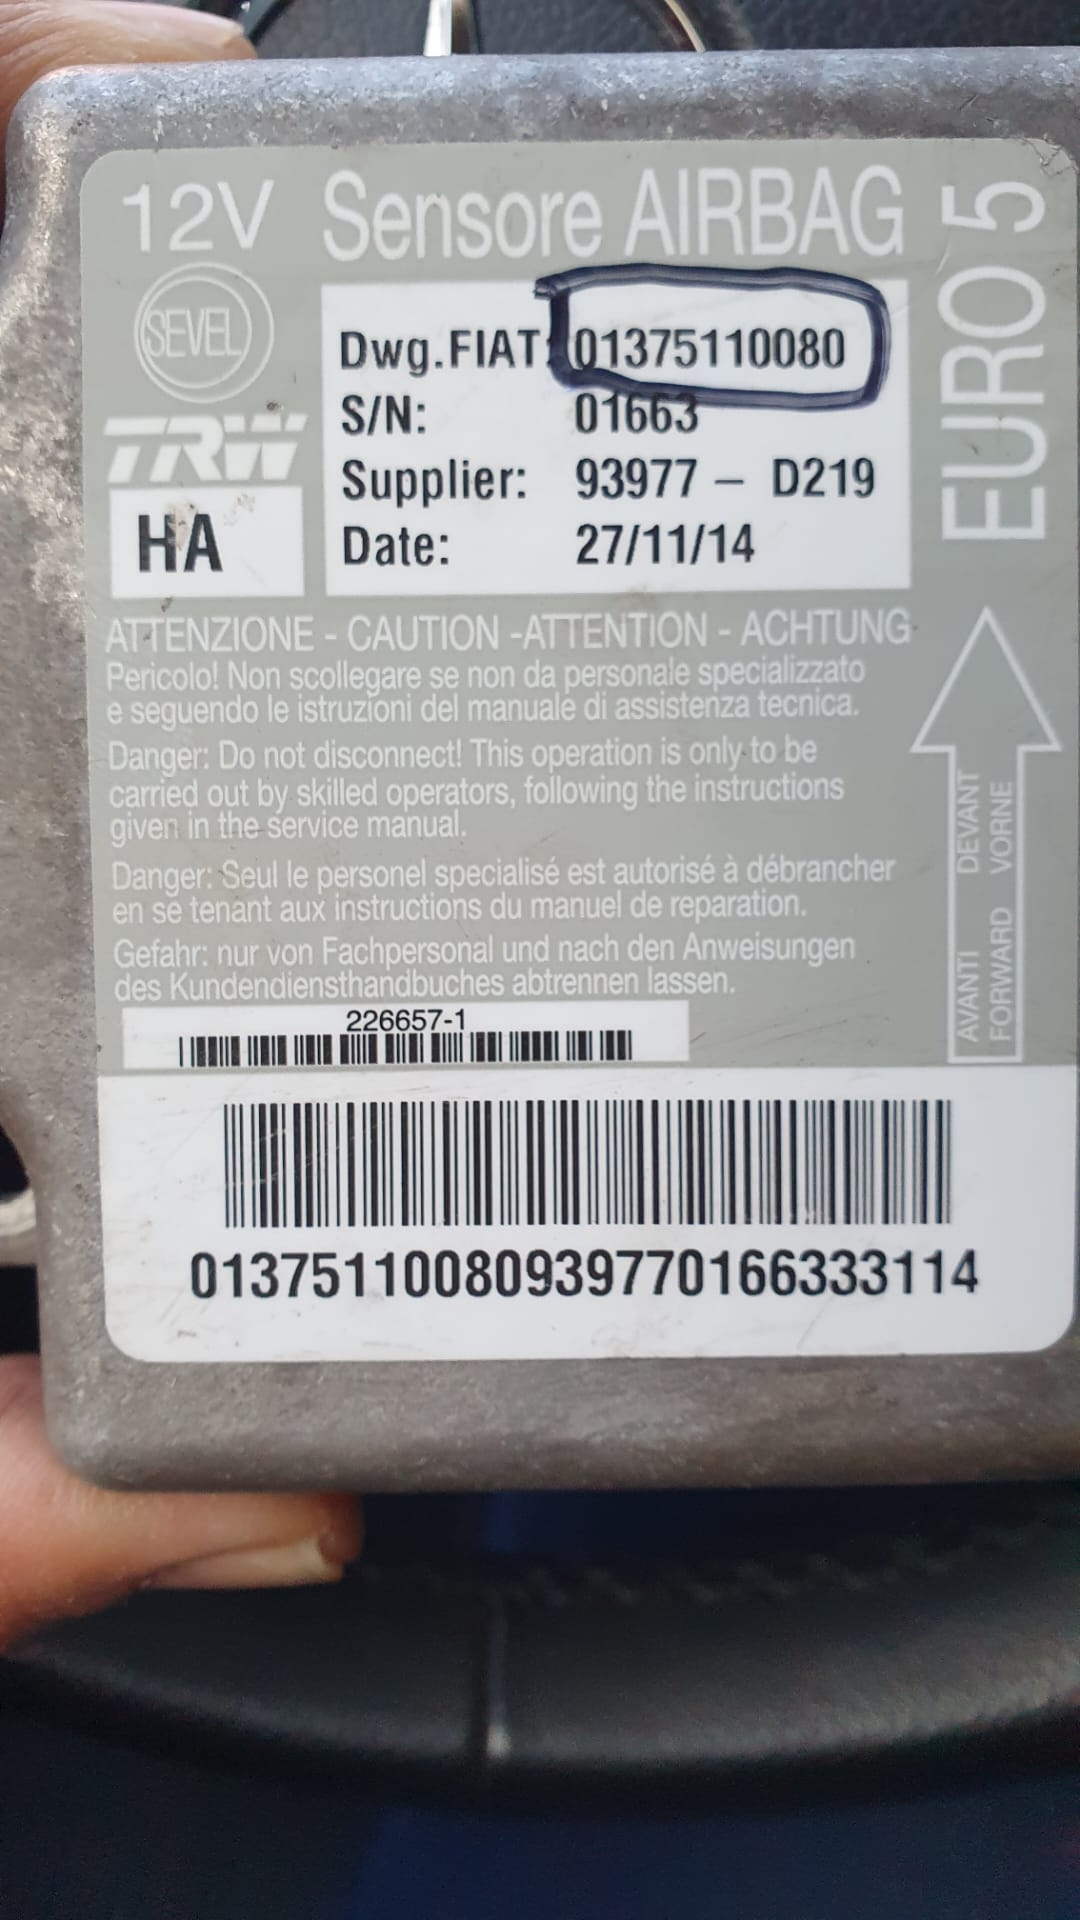 12V Sensore AIRBAG
EURO 5
SEVEL
TRW
HA
Dwg.FIAT: 01375110080
S/N: 01663
Supplier: 93977 - D219
Date: 27/11/14
ATTENZIONE - CAUTION -ATTENTION - ACHTUNG
Pericolo! Non scollegare se non da personale specializzato
e seguendo le istruzioni del manuale di assistenza tecnica.
Danger: Do not disconnect! This operation is only to be
carried out by skilled operators, following the instructions
given in the service manual.
Danger: Seul le personel specialisé est autorisé à débrancher
en se tenant aux instructions du manuel de reparation.
Gefahr: nur von Fachpersonal und nach den Anweisungen
des Kundendiensthandbuches abtrennen lassen.
AVANTI DEVANT
FORWARD VORNE
226657-1
01375110080939770166333114